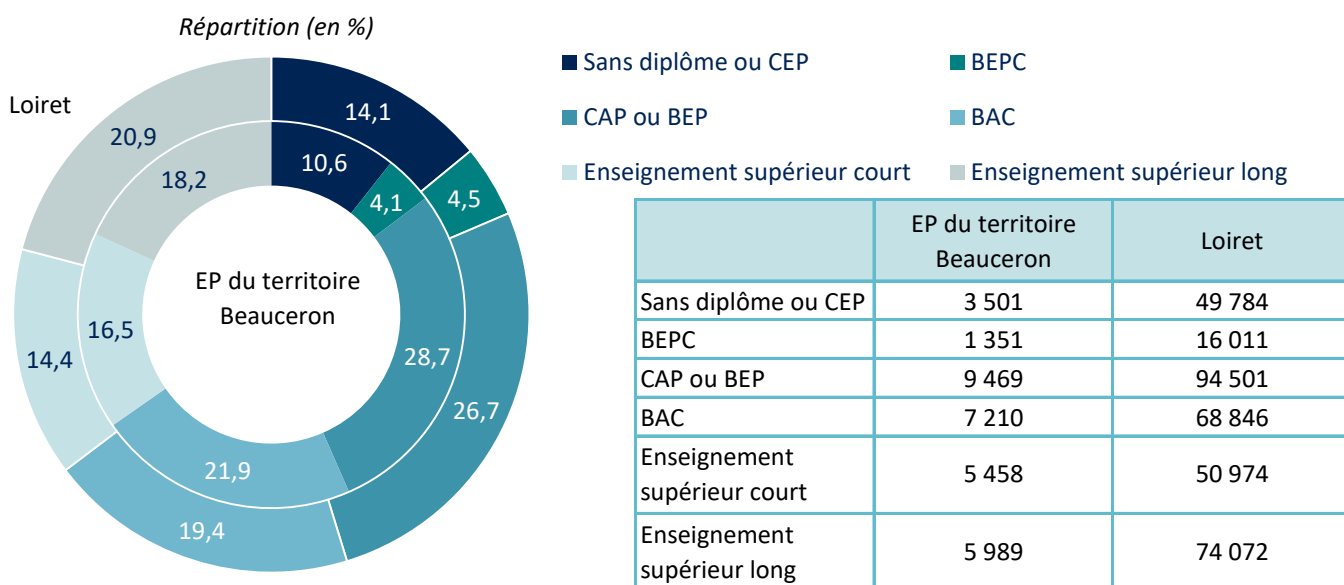 Répartition (en %)
Loiret
20,9
14,1
18,2
10,6
4,1
4,5
EP du territoire
Beauceron
16,5
14,4
28,7
26,7
21,9
19,4
Sans diplôme ou CEP
BEPC
CAP ou BEP
BAC
Enseignement supérieur court
Enseignement supérieur long
EP du territoire
Beauceron
Loiret
Sans diplôme ou CEP 3 501 49 784
BEPC 1 351 16 011
CAP ou BEP 9 469 94 501
BAC 7 210 68 846
Enseignement
supérieur court 5 458 50 974
Enseignement
supérieur long 5 989 74 072